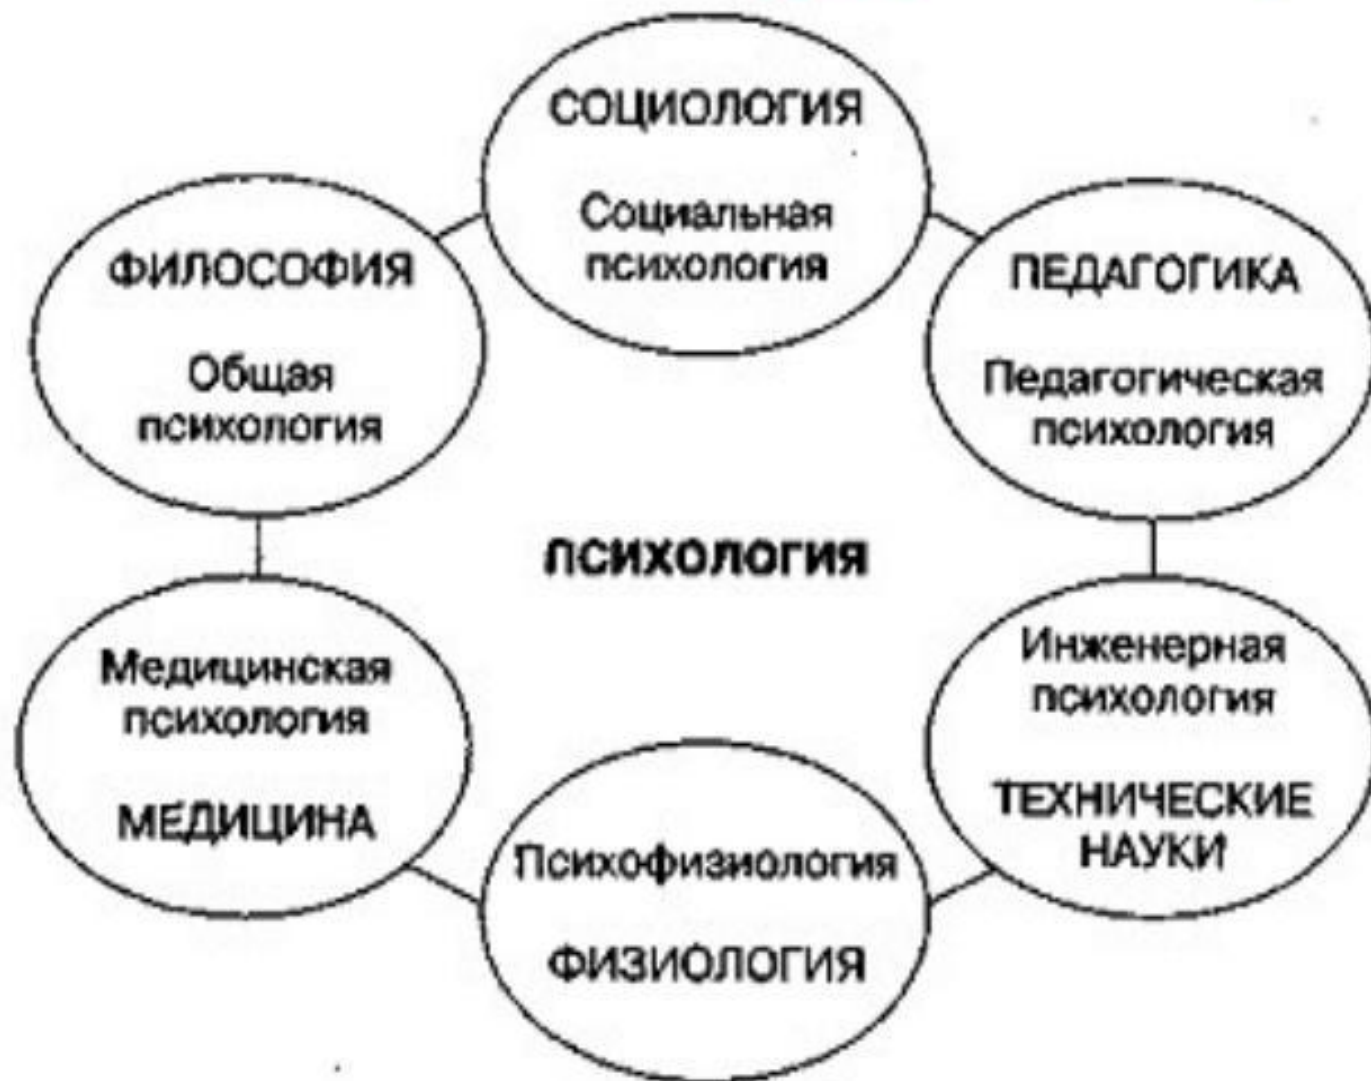 СОЦИОЛОГИЯ
Социальная
психология
ФИЛОСОФИЯ
Общая
психология
ПЕДАГОГИКА
Педагогическая
психология
ПСИХОЛОГИЯ
Медицинская
психология
МЕДИЦИНА
Инженерная
психология
ТЕХНИЧЕСКИЕ
НАУКИ
Психофизиология
ФИЗИОЛОГИЯ